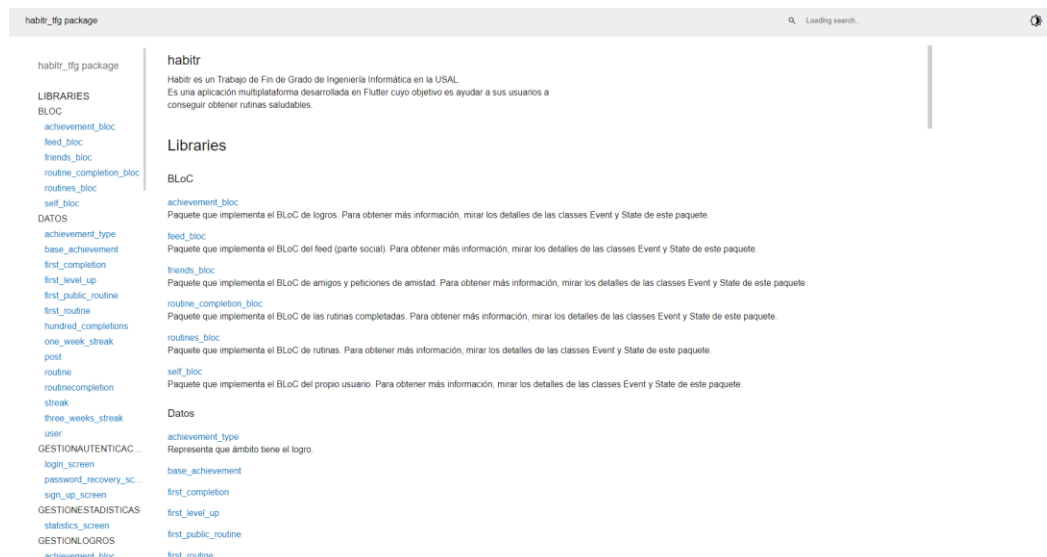 habitr_tfg package
Loading search...
habitr_tfg package
LIBRARIES
BLOC
achievement_bloc
feed_bloc
friends_bloc
routine_completion_bloc
routines_bloc
self_bloc
DATOS
achievement_type
base_achievement
first_completion
first_level_up
first_public_routine
first_routine
hundred_completions
one_week_streak
post
routine
routinecompletion
streak
three_weeks_streak
user
GESTIONAUTENTICAC...
login_screen
password_recovery_sc...
sign_up_screen
GESTIONESTADISTICAS
statistics_screen
GESTIONLOGROS
achievement_bloc
habitr
Habitr es un Trabajo de Fin de Grado de Ingeniería Informática en la USAL.
Es una aplicación multiplataforma desarrollada en Flutter cuyo objetivo es ayudar a sus usuarios a
conseguir obtener rutinas saludables.
Libraries
BLoC
achievement_bloc
Paquete que implementa el BLoC de logros. Para obtener más información, mirar los detalles de las classes Event y State de este paquete.
feed_bloc
Paquete que implementa el BLoC del feed (parte social). Para obtener más información, mirar los detalles de las classes Event y State de este paquete.
friends_bloc
Paquete que implementa el BLoC de amigos y peticiones de amistad. Para obtener más información, mirar los detalles de las classes Event y State de este paquete.
routine_completion_bloc
Paquete que implementa el BLoC de las rutinas completadas. Para obtener más información, mirar los detalles de las classes Event y State de este paquete.
routines_bloc
Paquete que implementa el BLoC de rutinas. Para obtener más información, mirar los detalles de las classes Event y State de este paquete.
self_bloc
Paquete que implementa el BLoC del propio usuario. Para obtener más información, mirar los detalles de las classes Event y State de este paquete.
Datos
achievement_type
Representa que ámbito tiene el logro.
base_achievement
first_completion
first_level_up
first_public_routine
first_routine